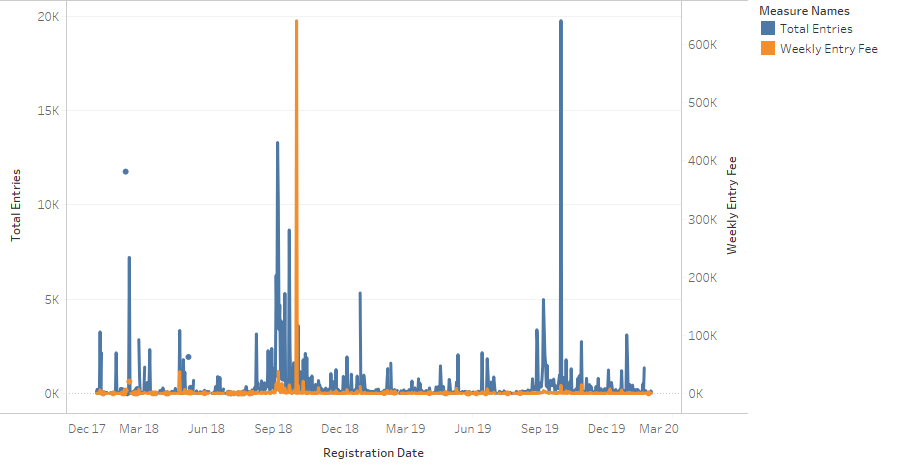 Measure Names
Total Entries
Weekly Entry Fee
20K
15K
10K
5K
0K
Total Entries
600K
500K
400K
300K
200K
100K
0K
Weekly Entry Fee
Dec 17 Mar 18 Jun 18 Sep 18 Dec 18 Mar 19 Jun 19 Sep 19 Dec 19 Mar 20
Registration Date